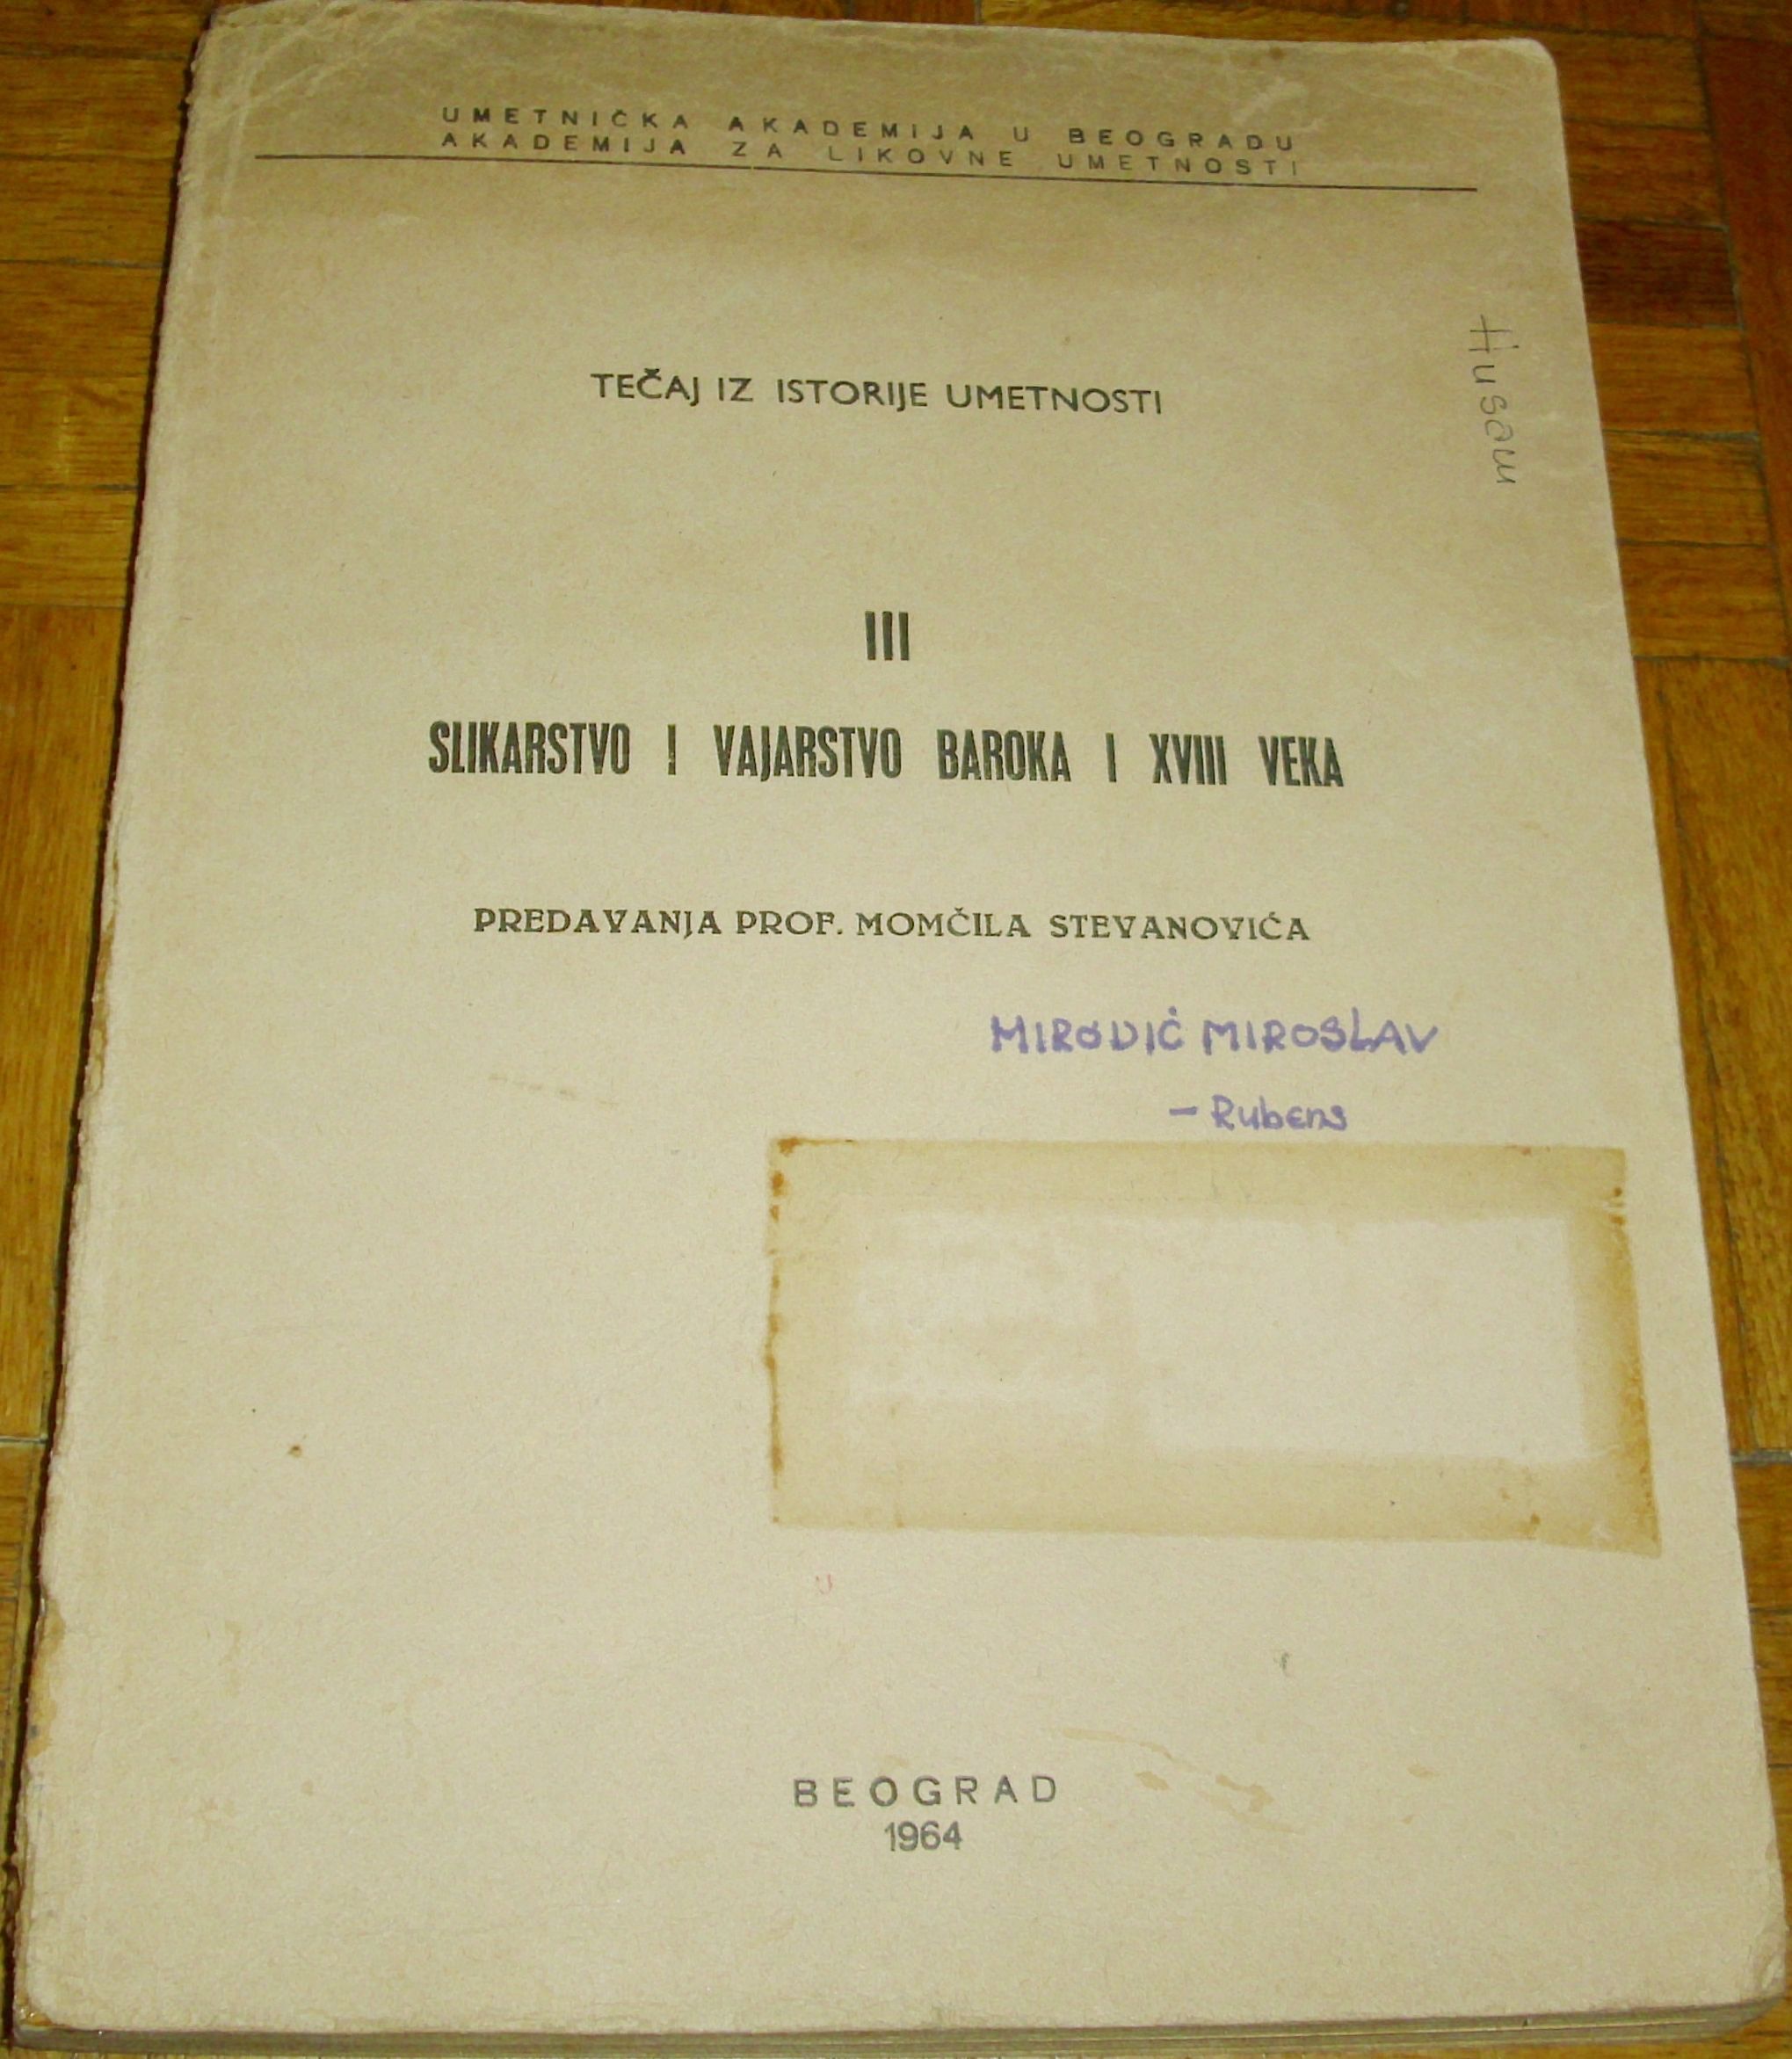 UMETNIČKA AKADEMIJA U BEOGRADU
AKADEMIJA ZA LIKOVNE UMETNOSTI
Husam
TEČAJ IZ ISTORIJE UMETNOSTI
III
SLIKARSTVO I VAJARSTVO BAROKA I XVIII VEKA
PREDAVANJA PROF. MOMČILA STEVANOVIĆA
MIRODIĆ MIROSLAV
- Rubens
BEOGRAD
1964